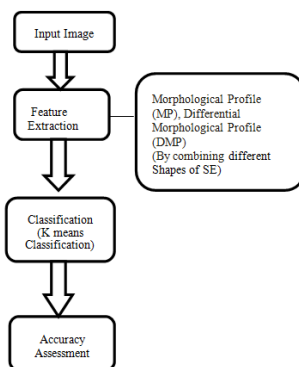 Input Image
Feature
Extraction
Morphological Profile
(MP), Differential
Morphological Profile
(DMP)
(By combining different
Shapes of SE)
Classification
(K means
Classification)
Accuracy
Assessment